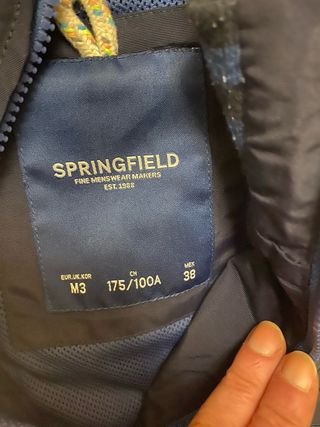 SPRINGFIELD
FINE MENSWEAR MAKERS
EST. 1988
EUR.UK.KOR CN MEX
M3 175/100A 38